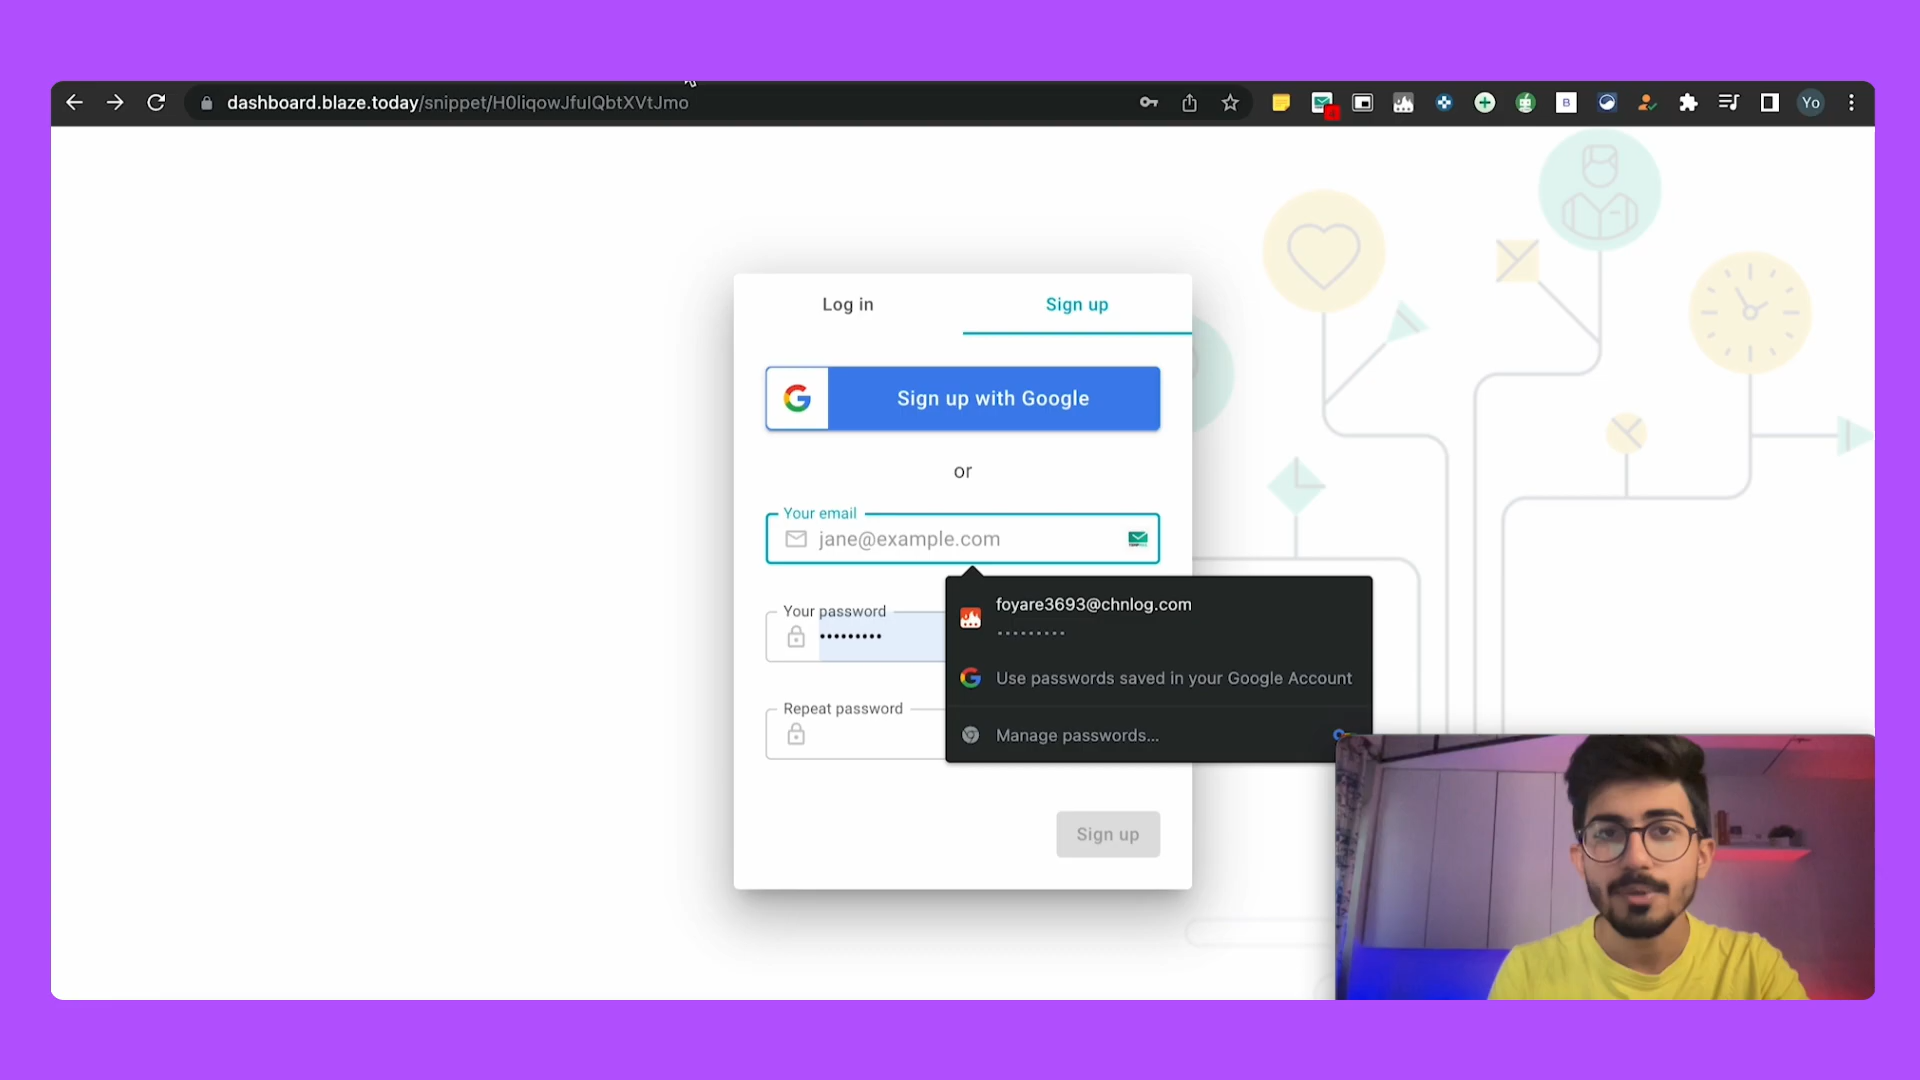 dashboard.blaze.today/snippet/H0liqowJfulQbtXVtJmo
B
Yo
Log in
Sign up
Sign up with Google
or
Your email
jane@example.com
foyare3693@chnlog.com
Your password
Use passwords saved in your Google Account
Repeat password
Manage passwords...
Sign up